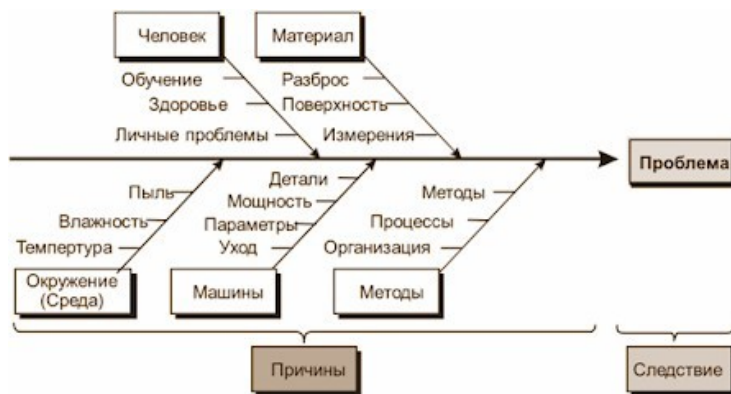 Человек
Материал
Обучение
Разброс
Здоровье
Поверхность
Личные проблемы
Измерения
Проблема
Пыль
Детали
Методы
Влажность
Мощность
Процессы
Темпертура
Параметры
Организация
Уход
Окружение
(Среда)
Машины
Методы
Причины
Следствие